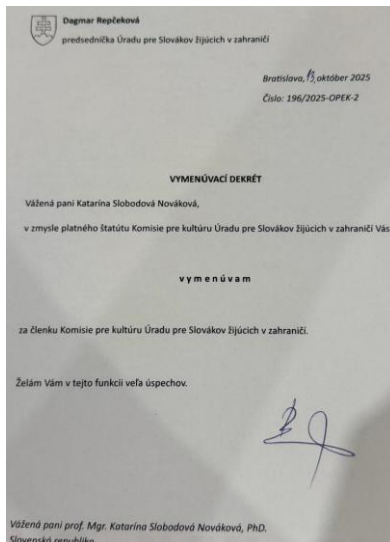 Dagmar Repčeková
predsedníčka Úradu pre Slovákov žijúcich v zahraničí
Bratislava, 13, október 2025
Číslo: 196/2025-OPEK-2
VYMENÚVACÍ DEKRÉT
Vážená pani Katarína Slobodová Nováková,
v zmysle platného štatútu Komisie pre kultúru Úradu pre Slovákov žijúcich v zahraničí Vás
v y m e n ú v a m
za členku Komisie pre kultúru Úradu pre Slovákov žijúcich v zahraničí.
Želám Vám v tejto funkcii veľa úspechov.
Vážená pani prof. Mgr. Katarína Slobodová Nováková, PhD.
Slovenská republika